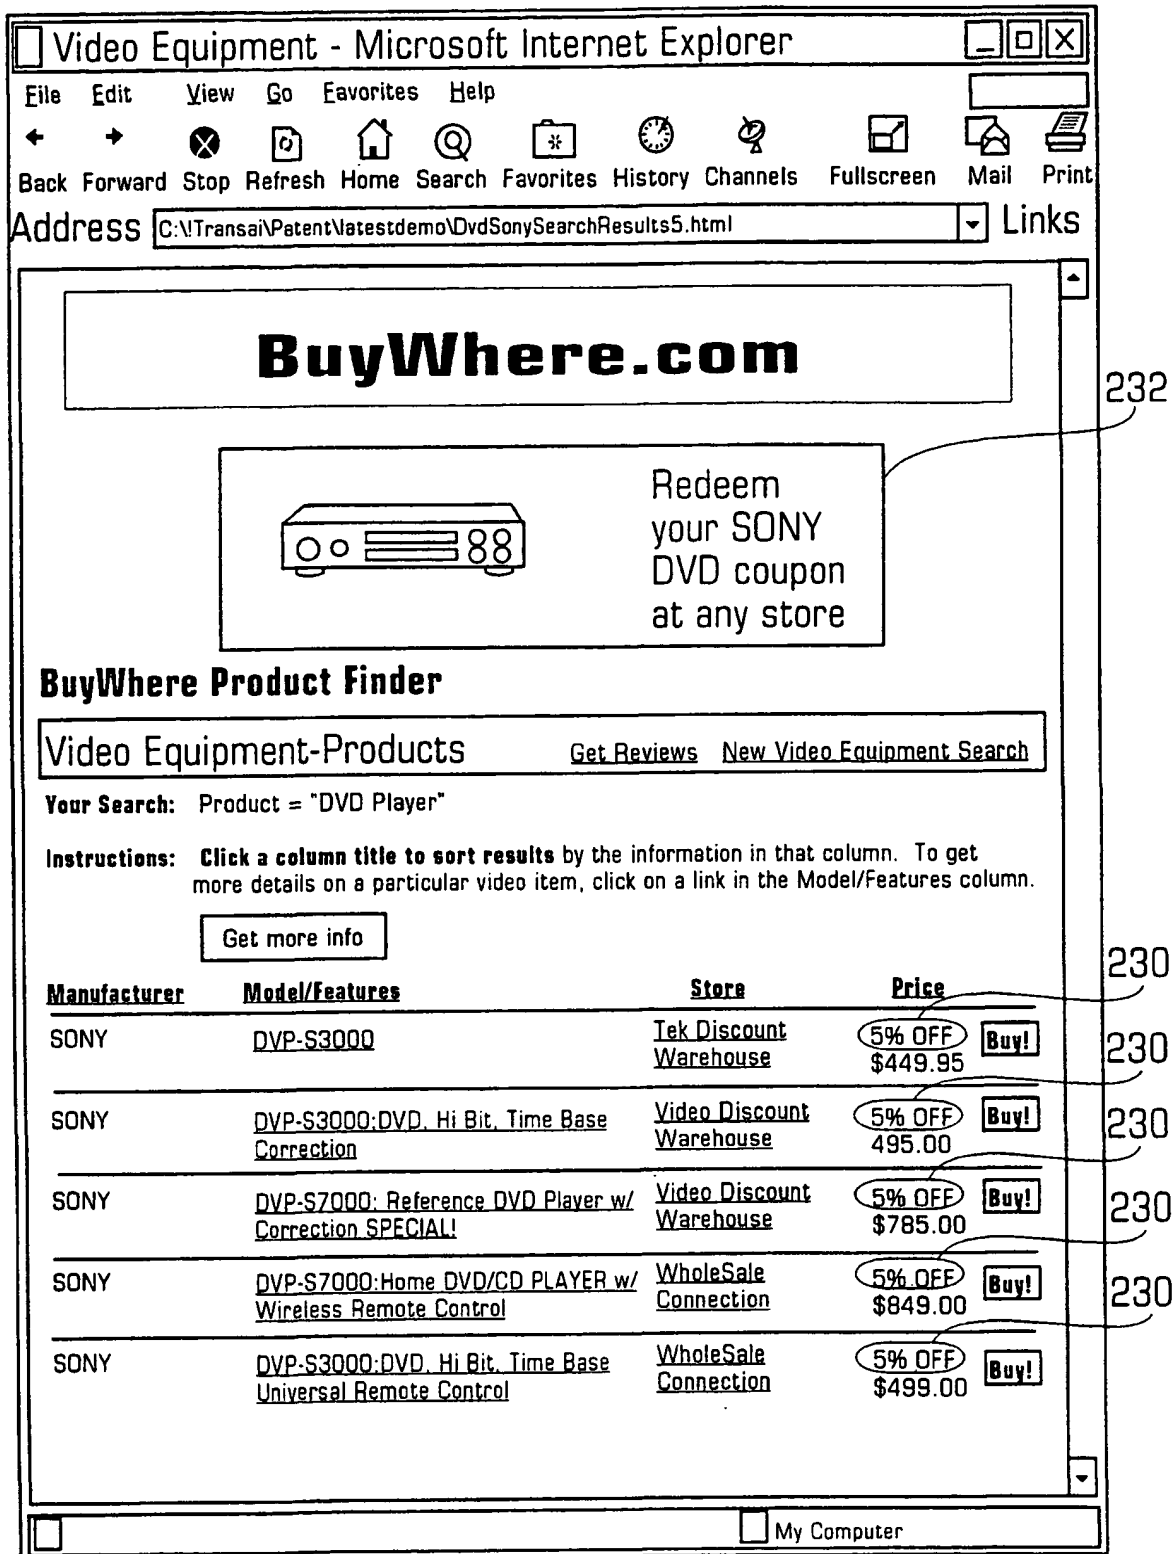 Video Equipment - Microsoft Internet Explorer
File Edit View Go Eavorites Help
Back Forward Stop Refresh Home Search Favorites History Channels Fullscreen Mail Print
Address C:\!Transai\Patent\latestdemo\DvdSonySearchResults5.html Links
BuyWhere.com
232
Redeem
your SONY
DVD coupon
at any store
BuyWhere Product Finder
Video Equipment-Products Get Reviews New Video Equipment Search
Your Search: Product = "DVD Player"
Instructions: Click a column title to sort results by the information in that column. To get
more details on a particular video item, click on a link in the Model/Features column.
Get more info
230
Manufacturer Model/Features Store Price
SONY DVP-S3000 Tek Discount 5% OFF Buy! 230
Warehouse $449.95
SONY DVP-S3000:DVD, Hi Bit, Time Base Video Discount 5% OFF Buy! 230
Correction Warehouse 495.00
SONY DVP-S7000: Reference DVD Player w/ Video Discount 5% OFF Buy! 230
Correction SPECIAL! Warehouse $785.00
SONY DVP-S7000:Home DVD/CD PLAYER w/ WholeSale 5% OFF Buy! 230
Wireless Remote Control Connection $849.00
SONY DVP-S3000:DVD, Hi Bit, Time Base WholeSale 5% OFF Buy!
Universal Remote Control Connection $499.00
My Computer